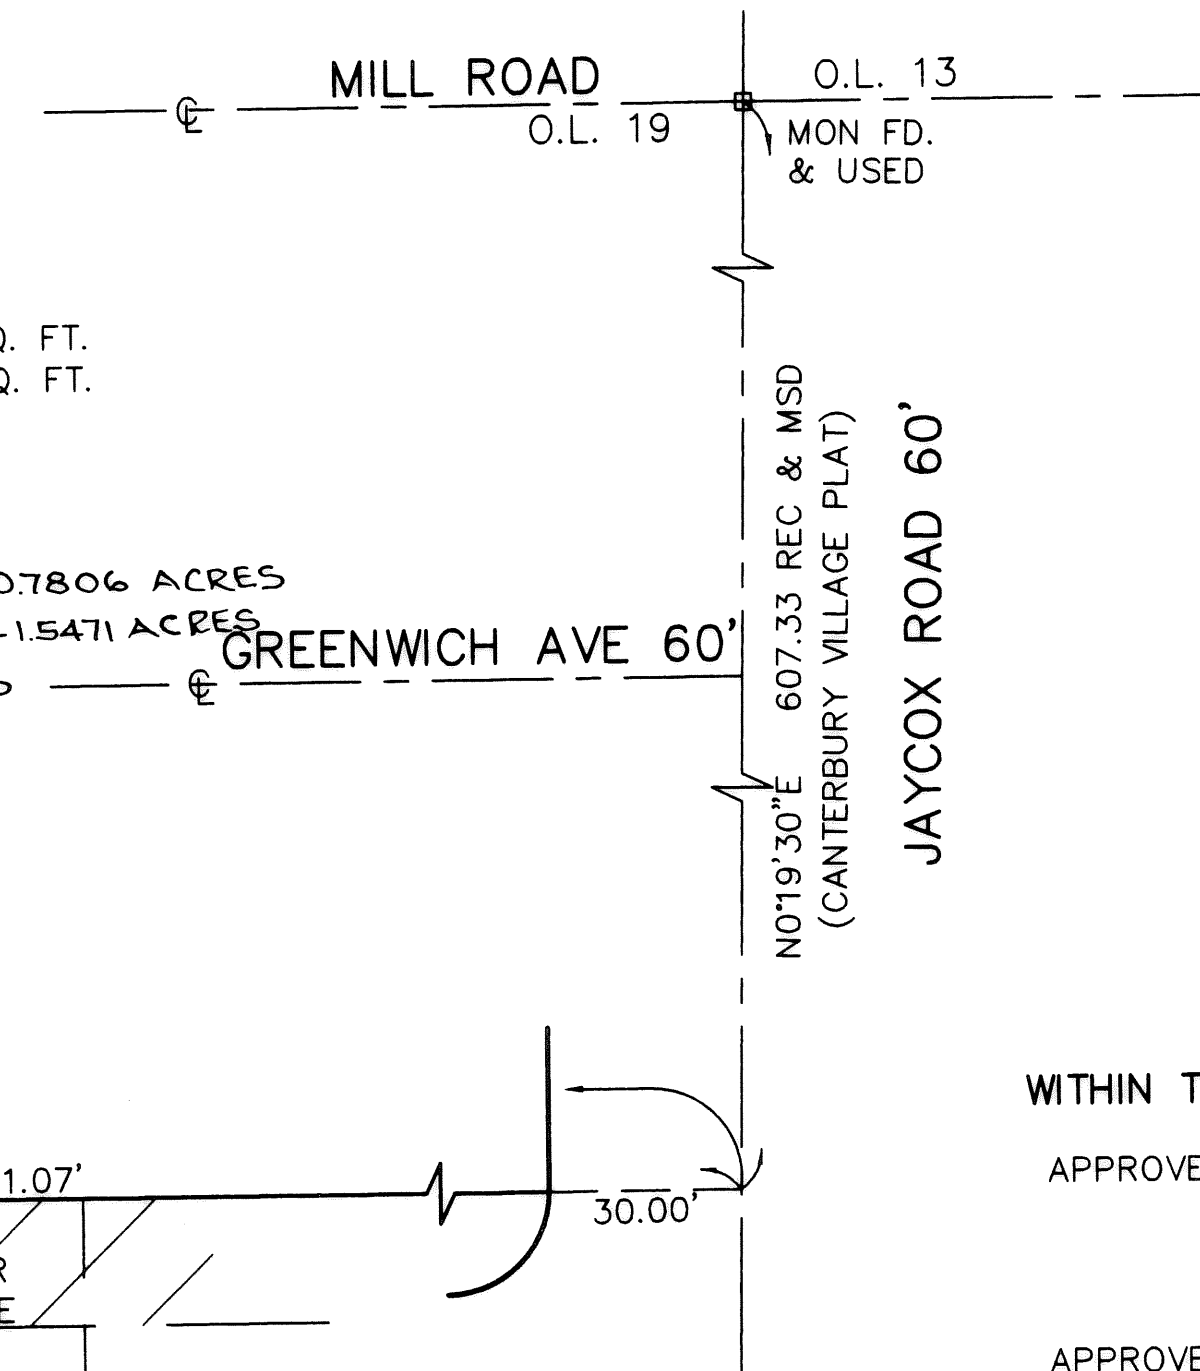 MILL ROAD
O.L. 13
O.L. 19
MON FD.
& USED
Q. FT.
Q. FT.
0.7806 ACRES
1.5471 ACRES
GREENWICH AVE 60'
N0°19'30"E 607.33 REC & MSD
(CANTERBURY VILLAGE PLAT)
JAYCOX ROAD 60'
WITHIN T
APPROVE
1.07'
30.00'
R
E
APPROVE